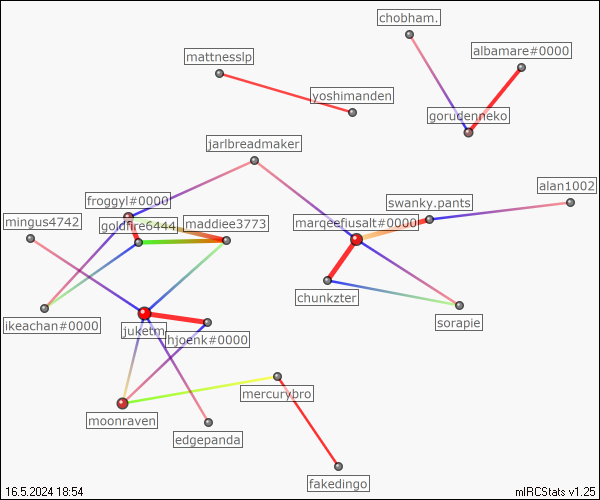 chobham.
albamare#0000
mattnesslp
yoshimanden
gorudenneko
jarlbreadmaker
alan1002
froggyl#0000
swanky.pants
mingus4742
goldfire6444
maddiee3773
marqeefiusalt#0000
chunkzter
sorapie
ikeachan#0000
juketm
hjoenk#0000
mercurybro
moonraven
edgepanda
fakedingo
16.5.2024 18:54
mIRCStats v1.25